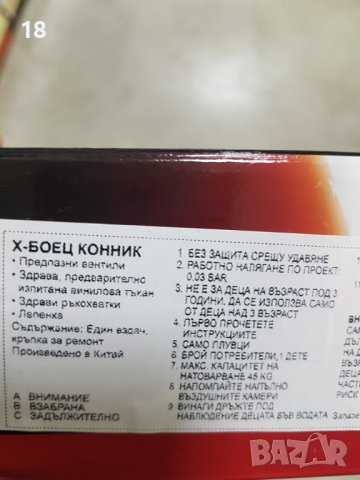 18
Х-БОЕЦ КОННИК
• Предпазни вентили
• Здрава, предварително
изпитана винилова тъкан
• Здрави ръкохватки
• Лепенка
Съдържание: Един ездач,
кръпка за ремонт
Произведено в Китай
A ВНИМАНИЕ
B ВЗАБРАНА
C ЗАДЪЛЖИТЕЛНО
1 БЕЗ ЗАЩИТА СРЕЩУ УДАВЯНЕ
2. РАБОТНО НАЛЯГАНЕ ПО ПРОЕКТ:
0.03 BAR
3. НЕ Е ЗА ДЕЦА НА ВЪЗРАСТ ПОД 3
ГОДИНИ. ДА СЕ ИЗПОЛЗВА САМО
ОТ ДЕЦА НАД 3 ВЪЗРАСТ
4. ПЪРВО ПРОЧЕТЕТЕ
ИНСТРУКЦИИТЕ
5. САМО ПЛУВЦИ
6. БРОЙ ПОТРЕБИТЕЛИ,1 ДЕТЕ
7. МАКС. КАПАЦИТЕТ НА
НАТОВАРВАНЕ:45 КG
8 НАПОМПАЙТЕ НАПЪЛНО
ВЪЗДУШНИТЕ КАМЕРИ
9 ВИНАГИ ДРЪЖТЕ ПОД
НАБЛЮДЕНИЕ ДЕЦАТА ВЪВ ВОДАТА
РИСК
BAZAR